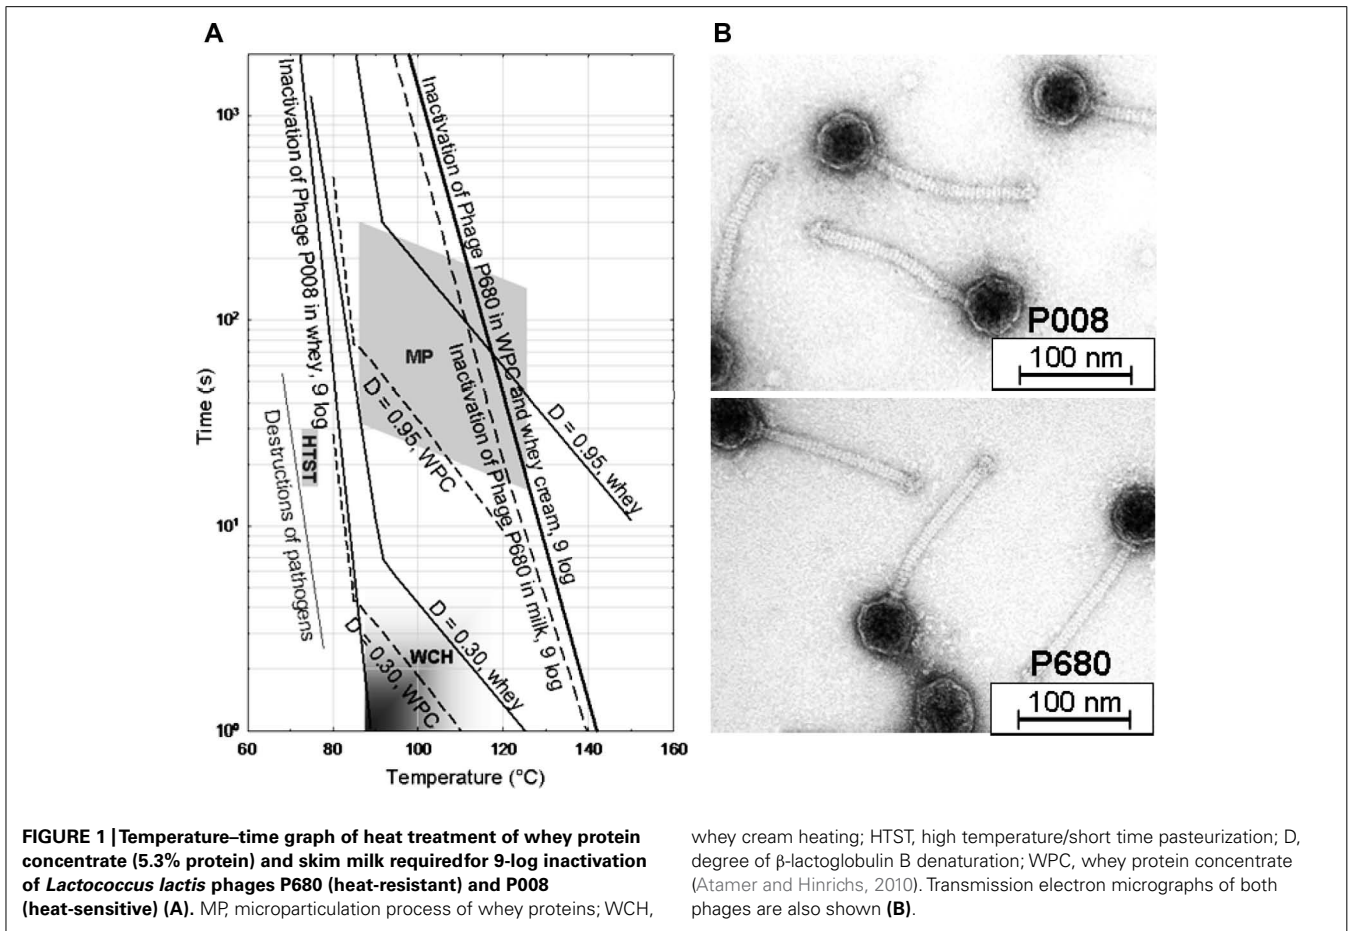 A
B
Inactivation of Phage P008 in whey, 9 log
Inactivation of Phage P680 in WPC and whey cream, 9 log
Inactivation of Phage P680 in milk, 9 log
10³
10²
10¹
10⁰
Time (s)
MP
HTST
Destructions of pathogens
D = 0.95, WPC
D = 0.95, whey
WCH
D = 0.30, WPC
D = 0.30, whey
60
80
100
120
140
160
Temperature (°C)
P008
100 nm
P680
100 nm
FIGURE 1 | Temperature–time graph of heat treatment of whey protein
concentrate (5.3% protein) and skim milk requiredfor 9-log inactivation
of Lactococcus lactis phages P680 (heat-resistant) and P008
(heat-sensitive) (A). MP, microparticulation process of whey proteins; WCH,
whey cream heating; HTST, high temperature/short time pasteurization; D,
degree of β-lactoglobulin B denaturation; WPC, whey protein concentrate
(Atamer and Hinrichs, 2010). Transmission electron micrographs of both
phages are also shown (B).